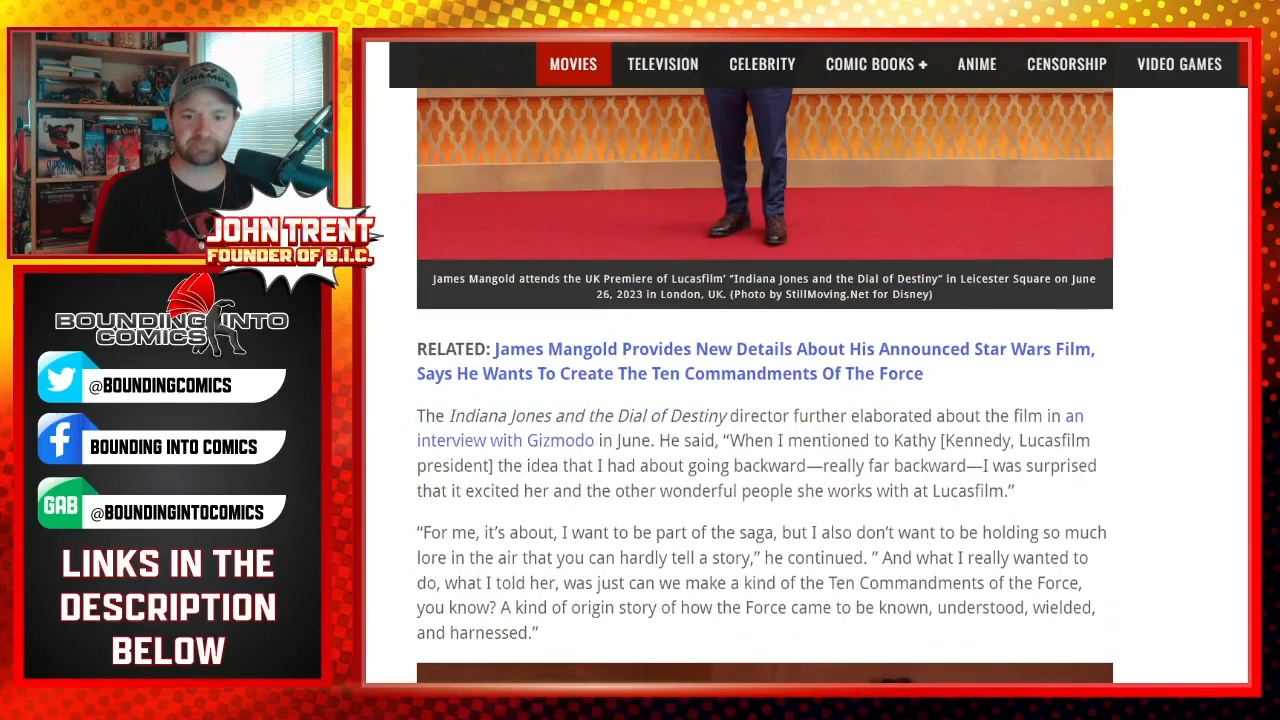 MOVIES TELEVISION CELEBRITY COMIC BOOKS + ANIME CENSORSHIP VIDEO GAMES
CHAMPS
JOHN TRENT
FOUNDER OF B.I.C.
BOUNDING INTO
COMICS
@BOUNDINGCOMICS
BOUNDING INTO COMICS
GAB
@BOUNDINGINTOCOMICS
LINKS IN THE
DESCRIPTION
BELOW
James Mangold attends the UK Premiere of Lucasfilm’ “Indiana Jones and the Dial of Destiny” in Leicester Square on June
26, 2023 in London, UK. (Photo by StillMoving.Net for Disney)
RELATED: James Mangold Provides New Details About His Announced Star Wars Film,
Says He Wants To Create The Ten Commandments Of The Force
The Indiana Jones and the Dial of Destiny director further elaborated about the film in an
interview with Gizmodo in June. He said, “When I mentioned to Kathy [Kennedy, Lucasfilm
president] the idea that I had about going backward—really far backward—I was surprised
that it excited her and the other wonderful people she works with at Lucasfilm.”
“For me, it’s about, I want to be part of the saga, but I also don’t want to be holding so much
lore in the air that you can hardly tell a story,” he continued. ” And what I really wanted to
do, what I told her, was just can we make a kind of the Ten Commandments of the Force,
you know? A kind of origin story of how the Force came to be known, understood, wielded,
and harnessed.”